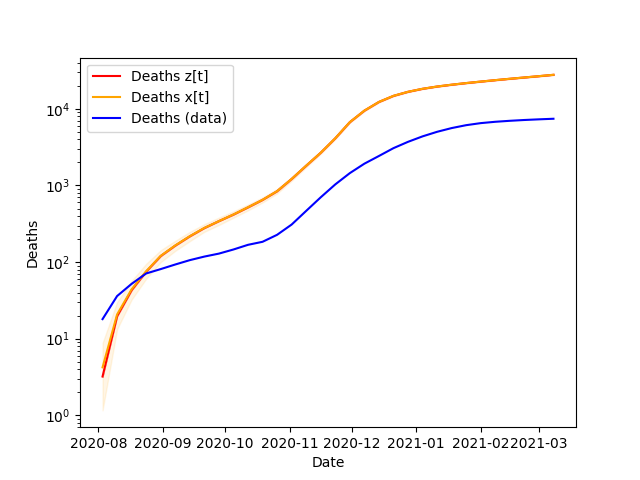 Deaths z[t]
Deaths x[t]
Deaths (data)
Deaths
10⁴
10³
10²
10¹
10⁰
2020-08 2020-09 2020-10 2020-11 2020-12 2021-01 2021-02 2021-03
Date